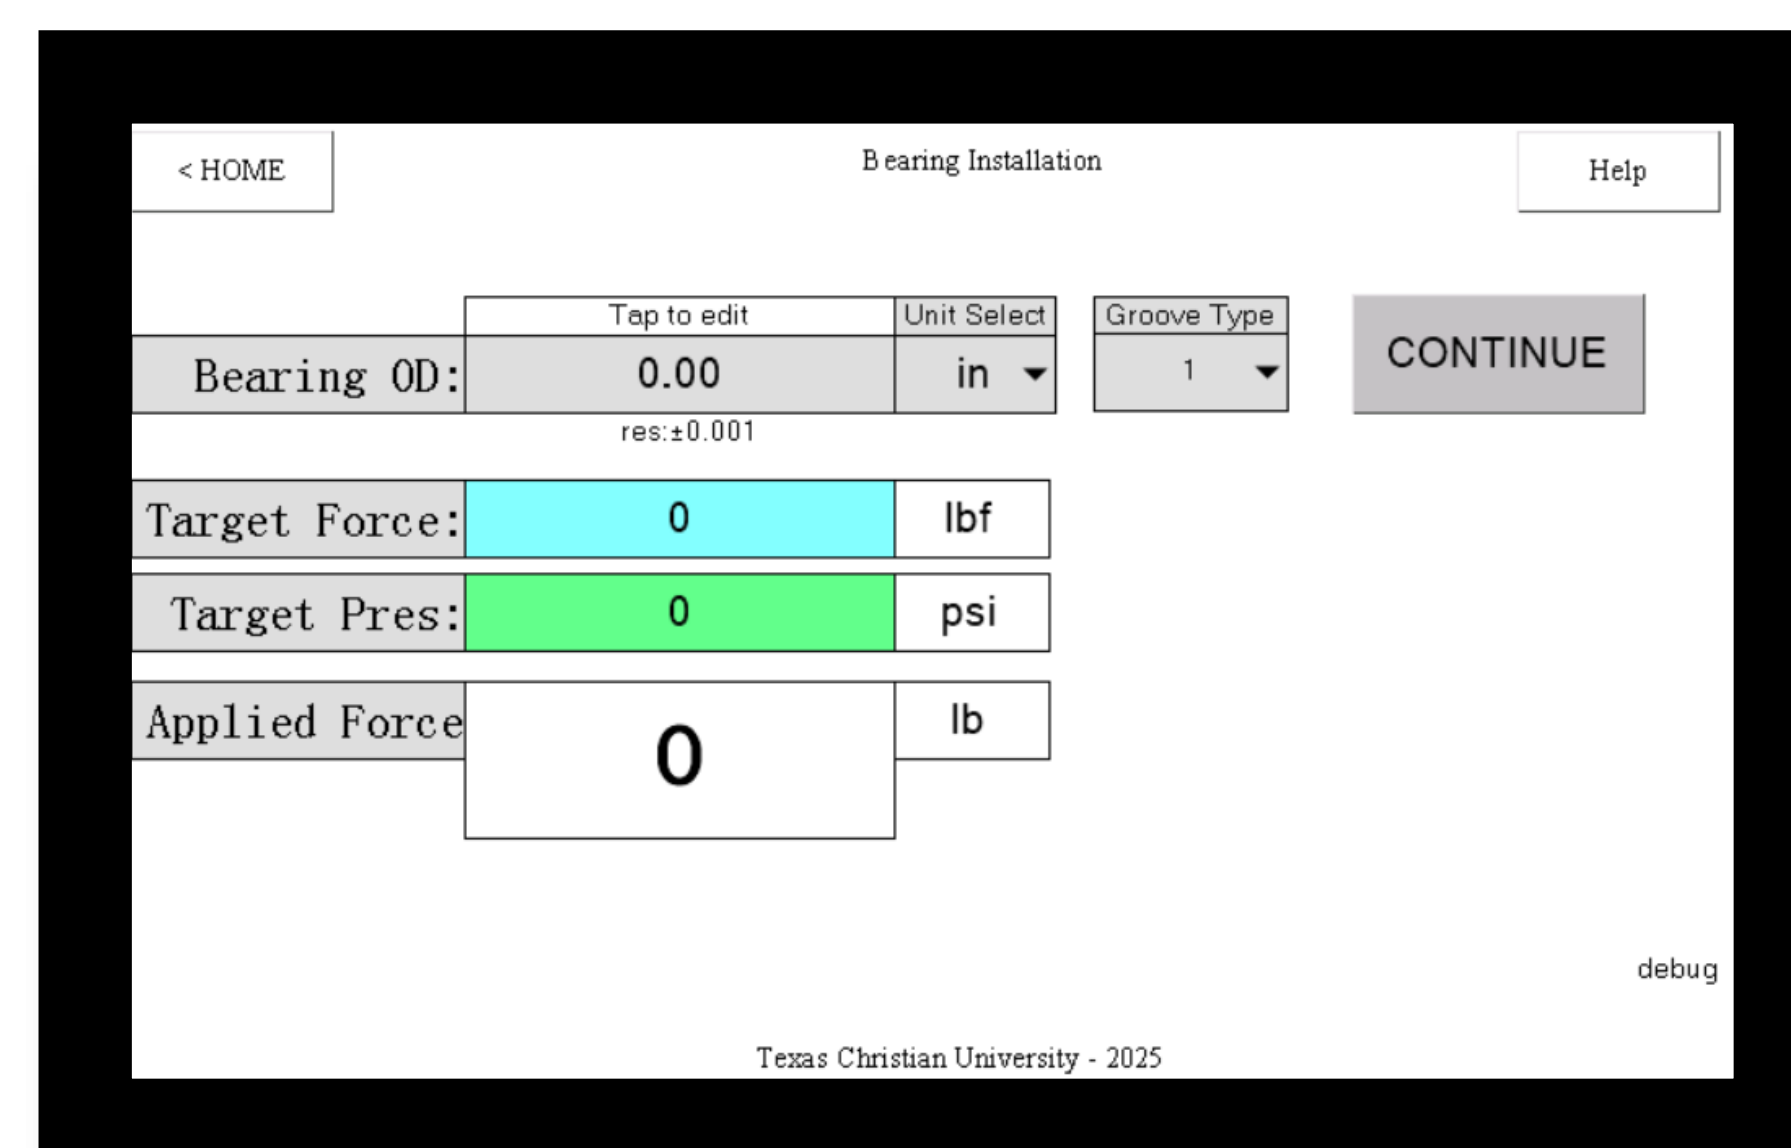 < HOME
Bearing Installation
Help
Tap to edit
Unit Select
Groove Type
Bearing OD:
0.00
in
1
CONTINUE
res:±0.001
Target Force:
0
lbf
Target Pres:
0
psi
Applied Force
0
lb
debug
Texas Christian University - 2025